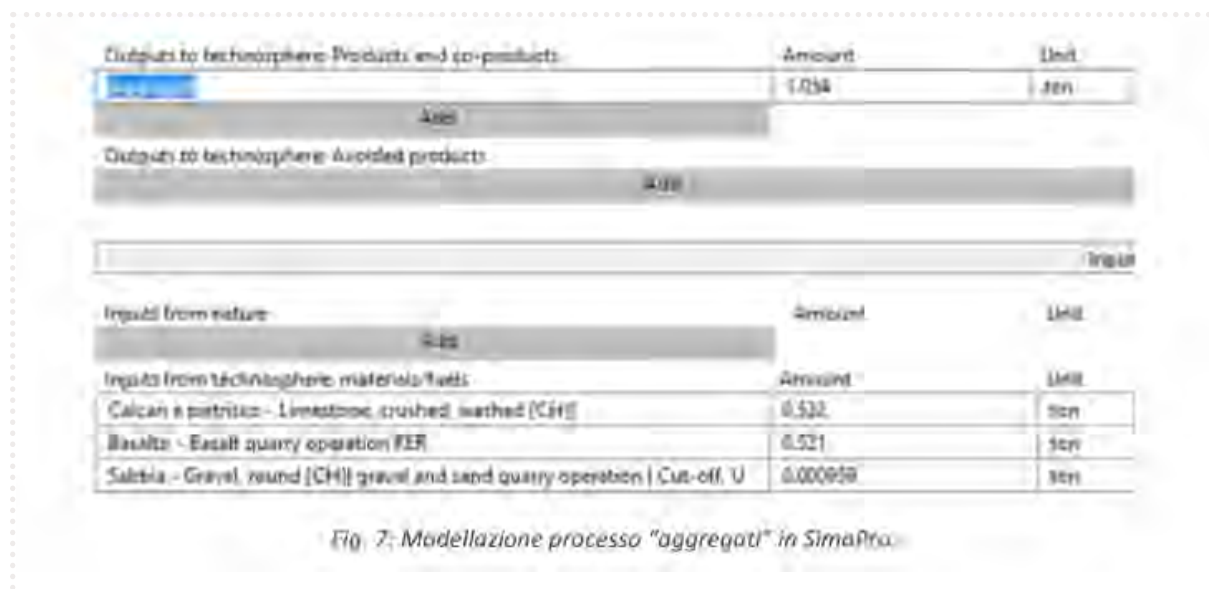 Outputs to technosphere: Products and co-products Amount Unit
1.054 ton
Add
Outputs to technosphere: Avoided products
Add
Input
Inputs from nature Amount Unit
Add
Inputs from technosphere: materials/fuels Amount Unit
Calcari e petrisco - Limestone, crushed, washed {CH}| 0.532 ton
Basalto - Basalt quarry operation RER 0.521 ton
Sabbia - Gravel, round {CH}| gravel and sand quarry operation | Cut-off, U 0.000959 ton
Fig. 7: Modellazione processo "aggregati" in SimaPro.